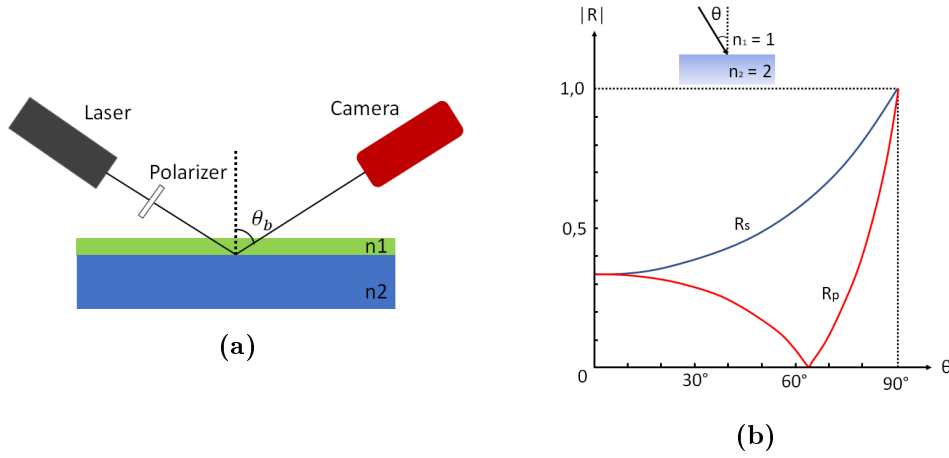 Laser
Camera
Polarizer
θb
n1
n2
(a)
|R|
θ
n₁ = 1
n₂ = 2
1,0
0,5
Rs
Rp
0
30°
60°
90°
θ
(b)